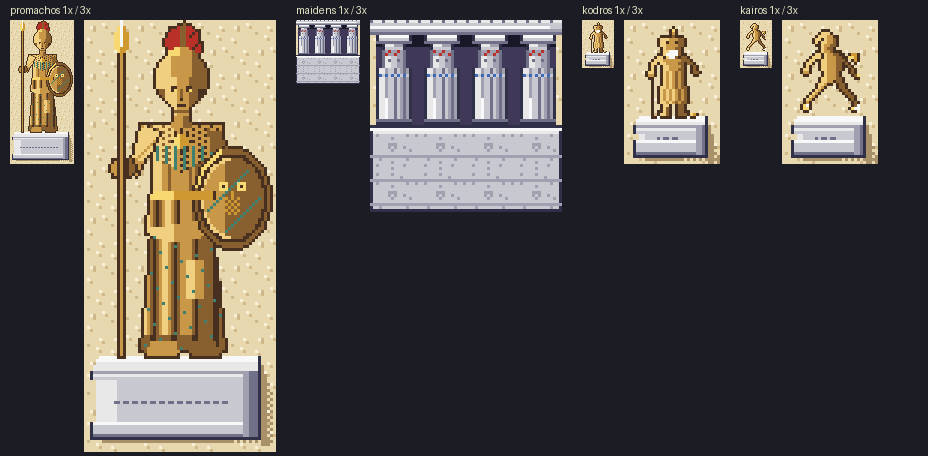 promachos 1x / 3x
maidens 1x / 3x
kodros 1x / 3x
kairos 1x / 3x